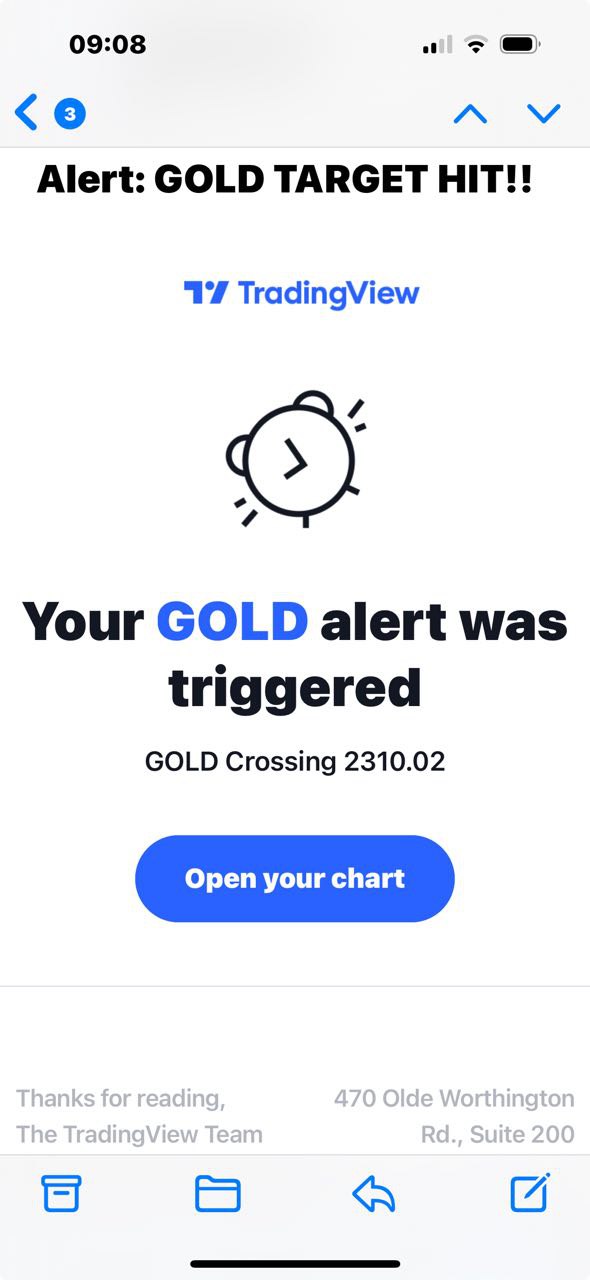 09:08
3
Alert: GOLD TARGET HIT!!
TradingView
Your GOLD alert was
triggered
GOLD Crossing 2310.02
Open your chart
Thanks for reading,
The TradingView Team
470 Olde Worthington
Rd., Suite 200